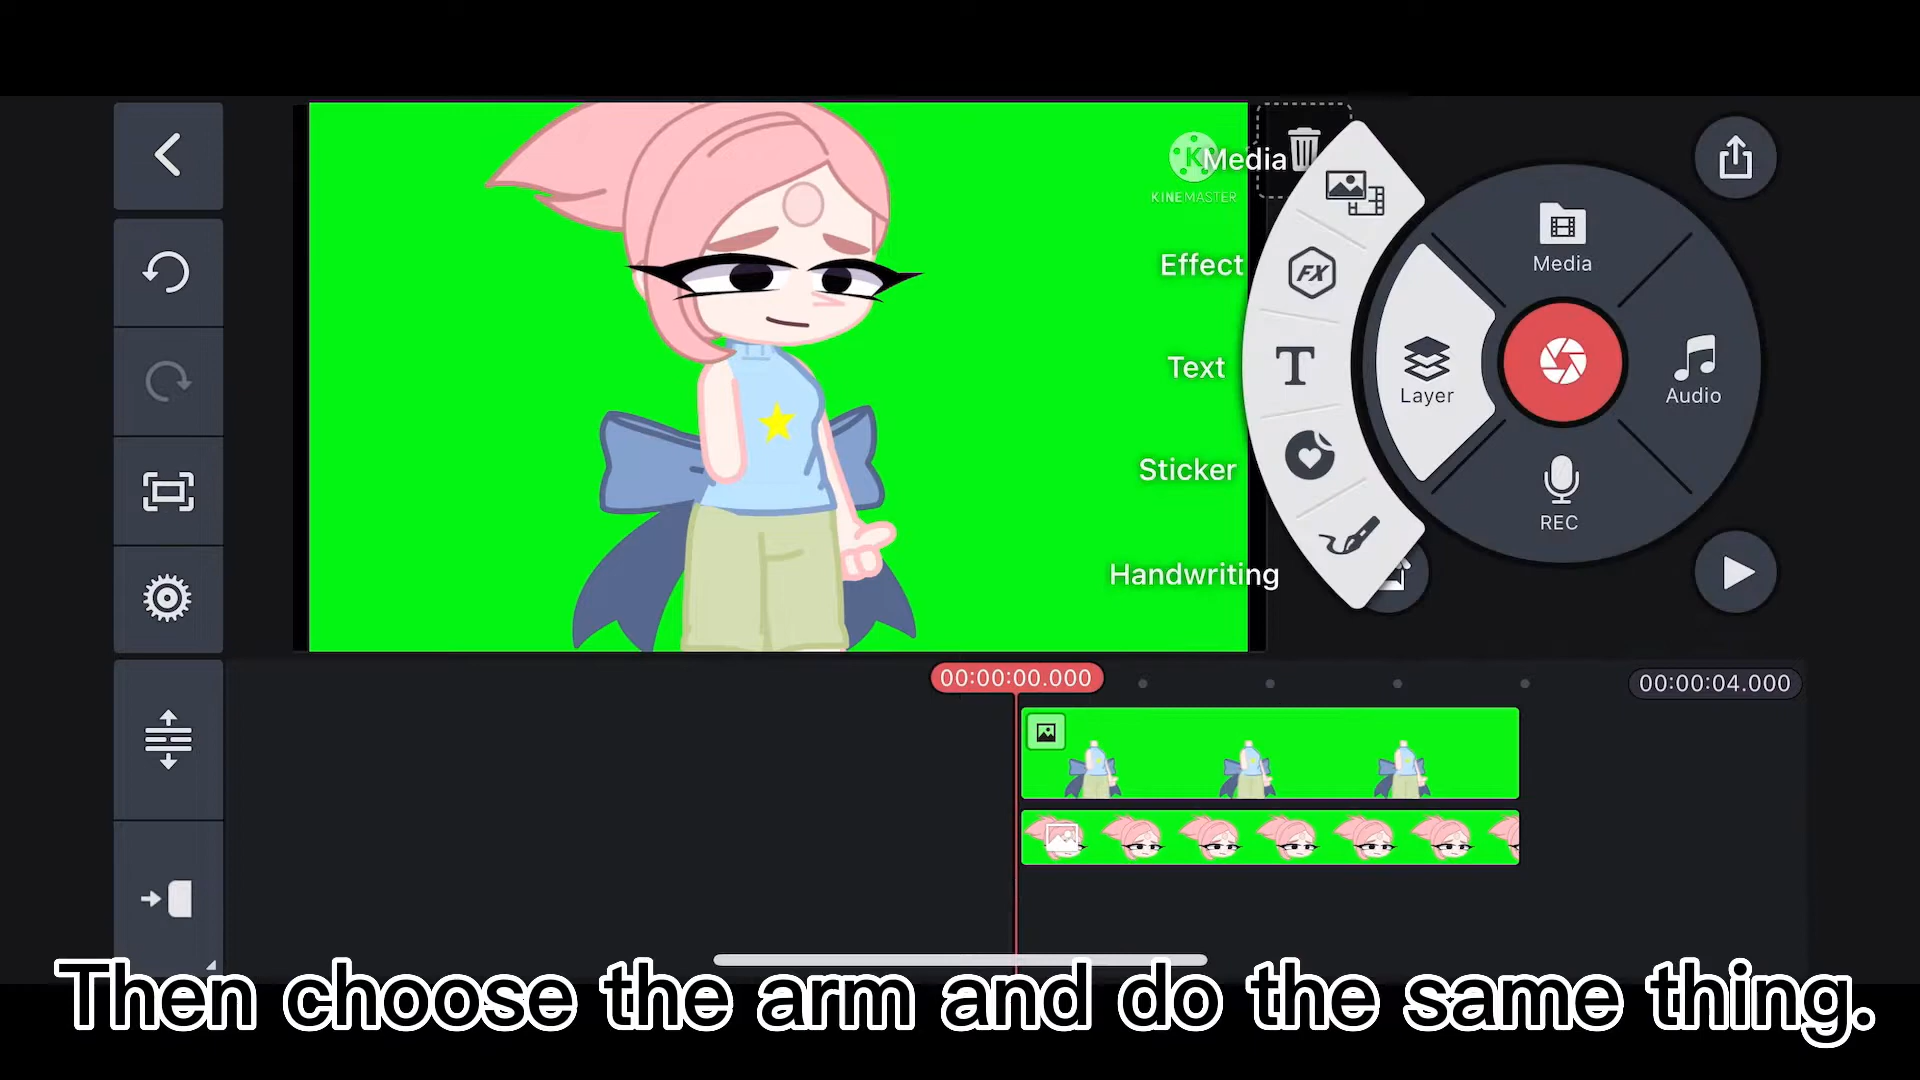 Media
KINEMASTER
Effect
Text
Sticker
Handwriting
FX
T
Layer
Media
Audio
REC
00:00:00.000
00:00:04.000
Then choose the arm and do the same thing.